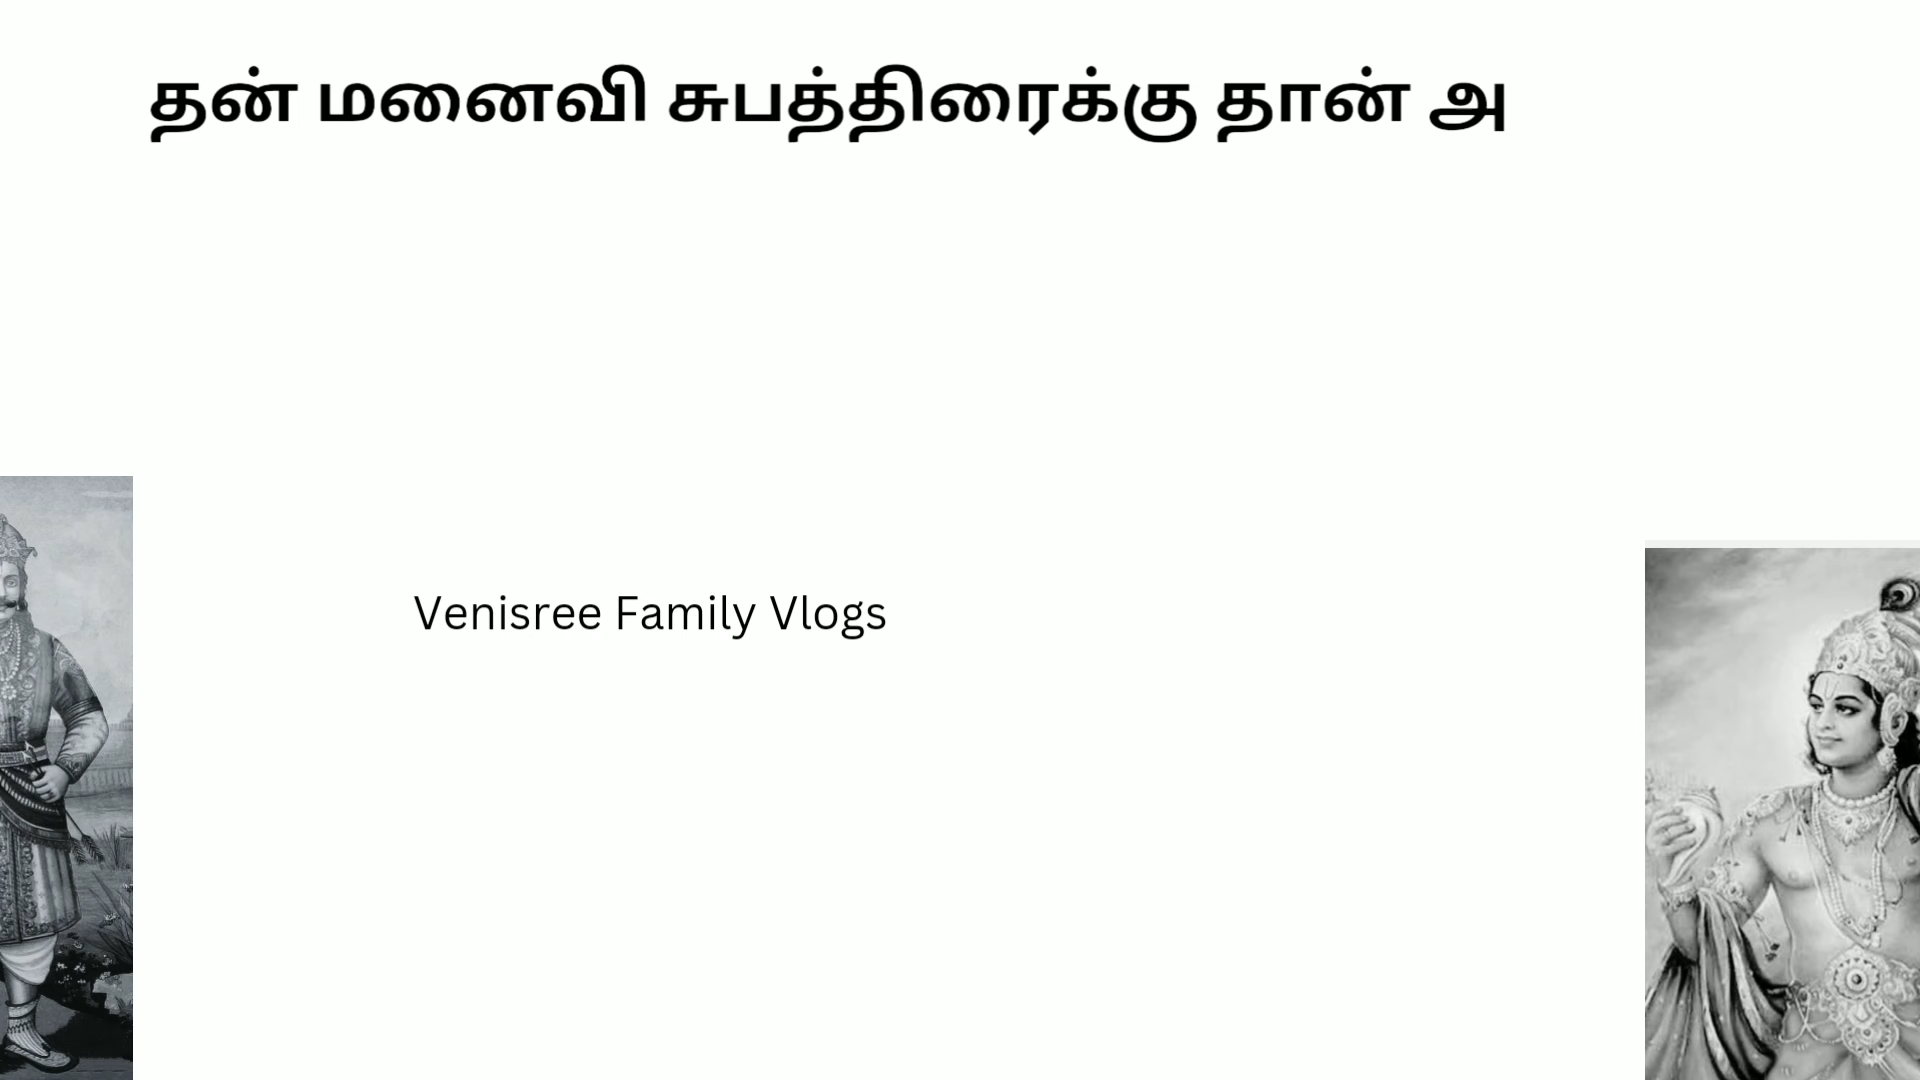 தன் மனைவி சுபத்திரைக்கு தான் அ
Venisree Family Vlogs